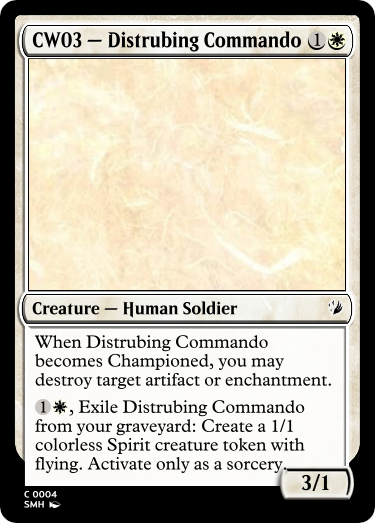 CW03 — Distrubing Commando 1
Creature — Human Soldier
When Distrubing Commando
becomes Championed, you may
destroy target artifact or enchantment.
1, Exile Distrubing Commando
from your graveyard: Create a 1/1
colorless Spirit creature token with
flying. Activate only as a sorcery.
3/1
C 0004
SMH